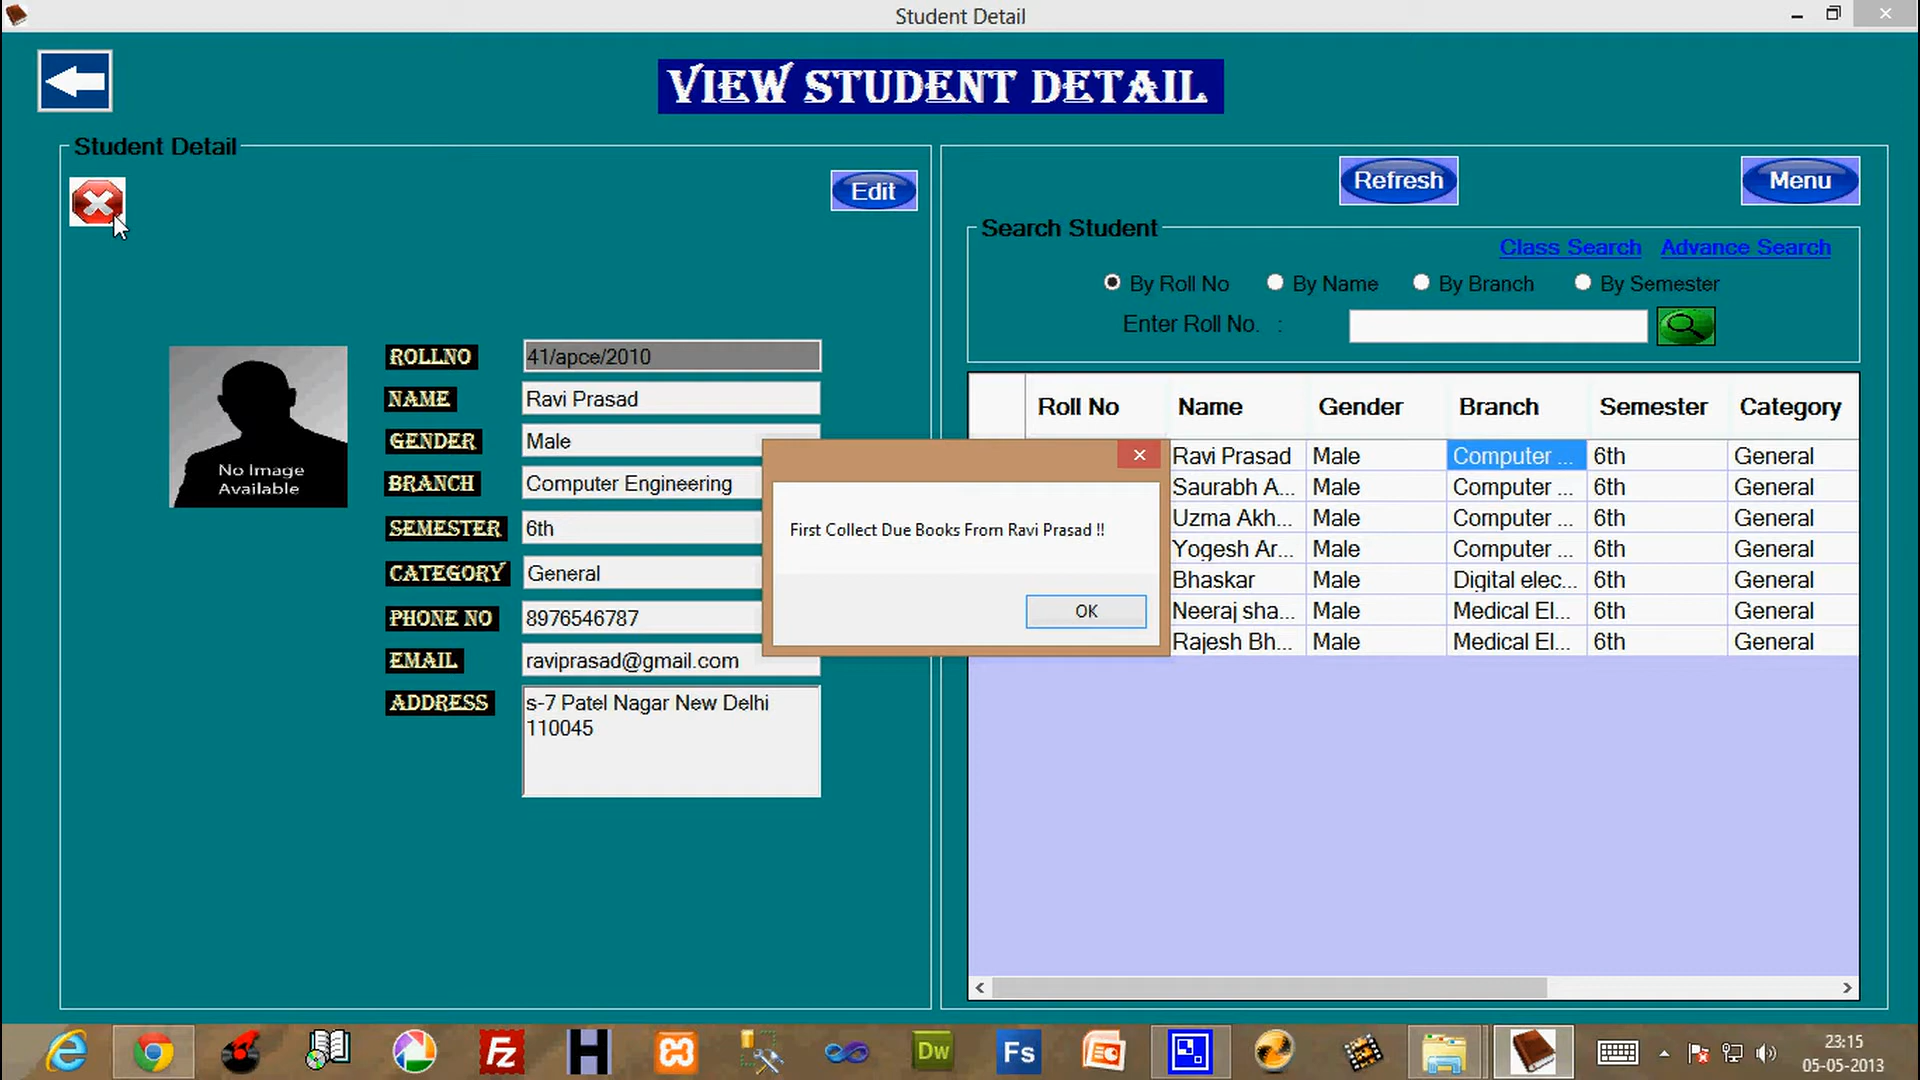 Student Detail
VIEW STUDENT DETAIL
Student Detail
Edit
No Image
Available
ROLLNO 41/apce/2010
NAME Ravi Prasad
GENDER Male
BRANCH Computer Engineering
SEMESTER 6th
CATEGORY General
PHONE NO 8976546787
EMAIL raviprasad@gmail.com
ADDRESS s-7 Patel Nagar New Delhi
110045
Refresh Menu
Search Student
Class Search Advance Search
By Roll No By Name By Branch By Semester
Enter Roll No. :
Roll No Name Gender Branch Semester Category
Ravi Prasad Male Computer ... 6th General
Saurabh A... Male Computer ... 6th General
Uzma Akh... Male Computer ... 6th General
Yogesh Ar... Male Computer ... 6th General
Bhaskar Male Digital elec... 6th General
Neeraj sha... Male Medical El... 6th General
Rajesh Bh... Male Medical El... 6th General
First Collect Due Books From Ravi Prasad !!
OK
FZ H Dw Fs
23:15
05-05-2013